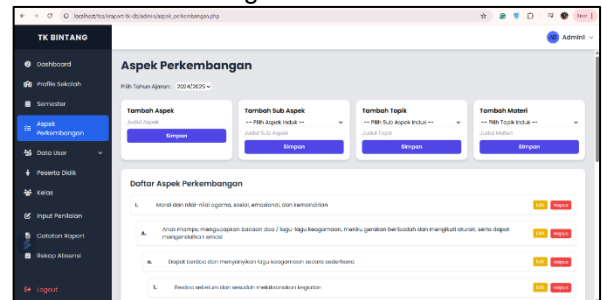 localhost/tes/eraport-tk-db/admin/aspek_perkembangan.php
Error
TK BINTANG
AD Admin1
Dashboard
Profile Sekolah
Semester
Aspek
Perkembangan
Data User
Peserta Didik
Kelas
Input Penilaian
Catatan Raport
Rekap Absensi
Logout
Aspek Perkembangan
Pilih Tahun Ajaran: 2024/2025
Tambah Aspek
Judul Aspek
Simpan
Tambah Sub Aspek
-- Pilih Aspek Induk --
Judul Sub Aspek
Simpan
Tambah Topik
-- Pilih Sub Aspek Induk --
Judul Topik
Simpan
Tambah Materi
-- Pilih Topik Induk --
Judul Materi
Simpan
Daftar Aspek Perkembangan
I. Moral dan nilai-nilai agama, sosial, emosional, dan kemandirian
Edit Hapus
A. Anak mampu mengucapkan bacaan doa / lagu-lagu keagamaan, meniru gerakan beribadah dan mengikuti aturan, serta dapat
mengendalikan emosi
Edit Hapus
a. Dapat berdoa dan menyanyikan lagu keagamaan secara sederhana
Edit Hapus
1. Berdoa sebelum dan sesudah melaksanakan kegiatan
Edit Hapus